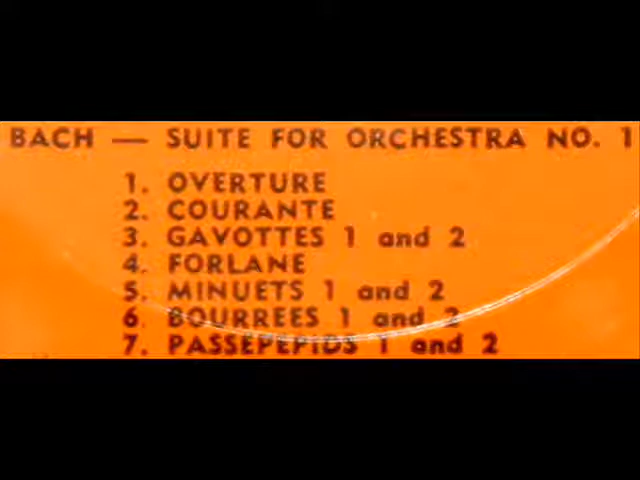 BACH — SUITE FOR ORCHESTRA NO. 1
1. OVERTURE
2. COURANTE
3. GAVOTTES 1 and 2
4. FORLANE
5. MINUETS 1 and 2
6. BOURREES 1 and 2
7. 1 and 2